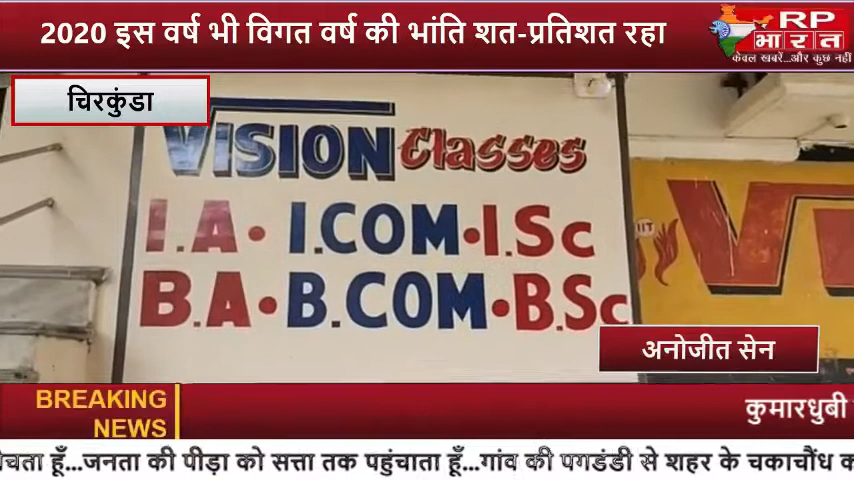 2020 इस वर्ष भी विगत वर्ष की भांति शत-प्रतिशत रहा
RP
भारत
केवल खबरें...और कुछ नहीं
चिरकुंडा
VISION Classes
I.A • I.COM • I.Sc
B.A • B.COM • B.Sc
अनोजीत सेन
BREAKING
NEWS
कुमारधुबी
हूँ...जनता की पीड़ा को सत्ता तक पहुंचाता हूँ...गांव की पगडंडी से शहर के चकाचौंध